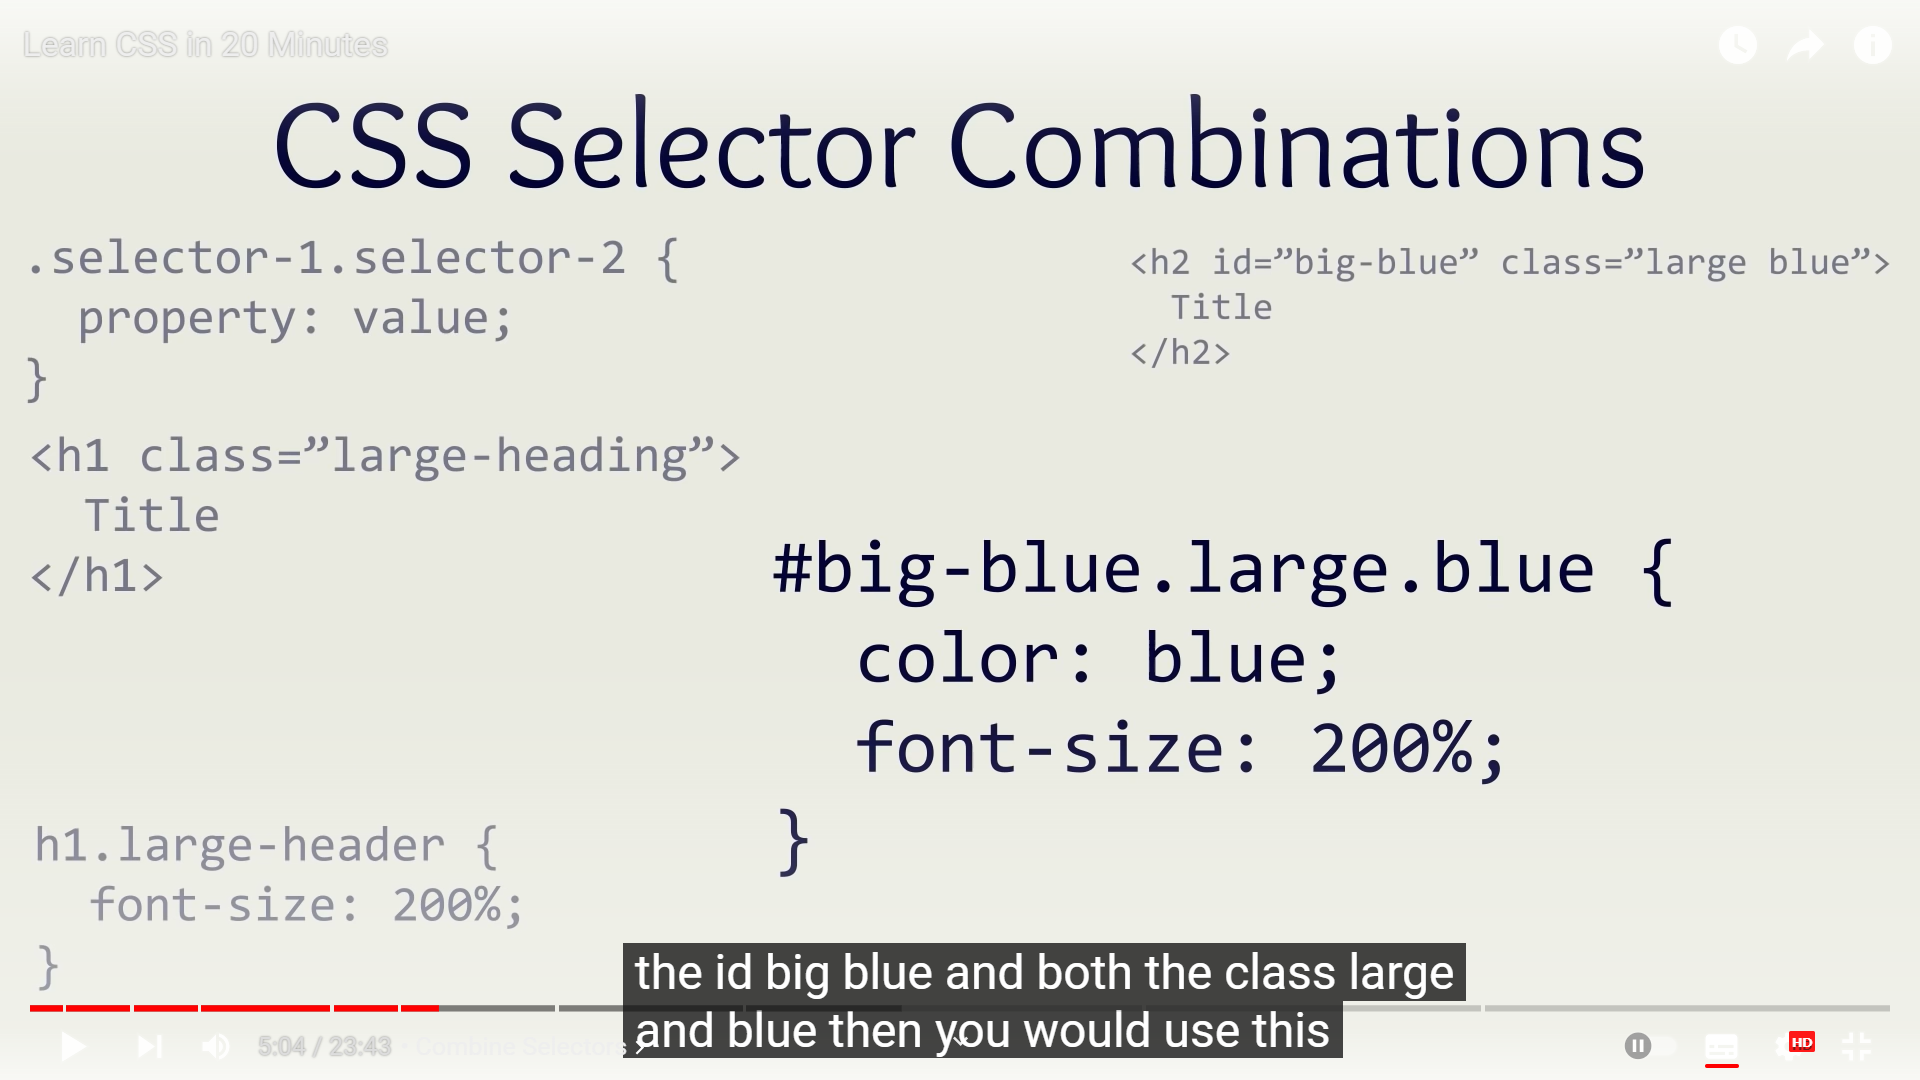 Learn CSS in 20 Minutes
CSS Selector Combinations
.selector-1.selector-2 {
property: value;
}
<h1 class=”large-heading”>
Title
</h1>
h1.large-header {
font-size: 200%;
}
<h2 id=”big-blue” class=”large blue”>
Title
</h2>
#big-blue.large.blue {
color: blue;
font-size: 200%;
}
the id big blue and both the class large
and blue then you would use this
5:04 / 23:43 • Combine Selectors
HD